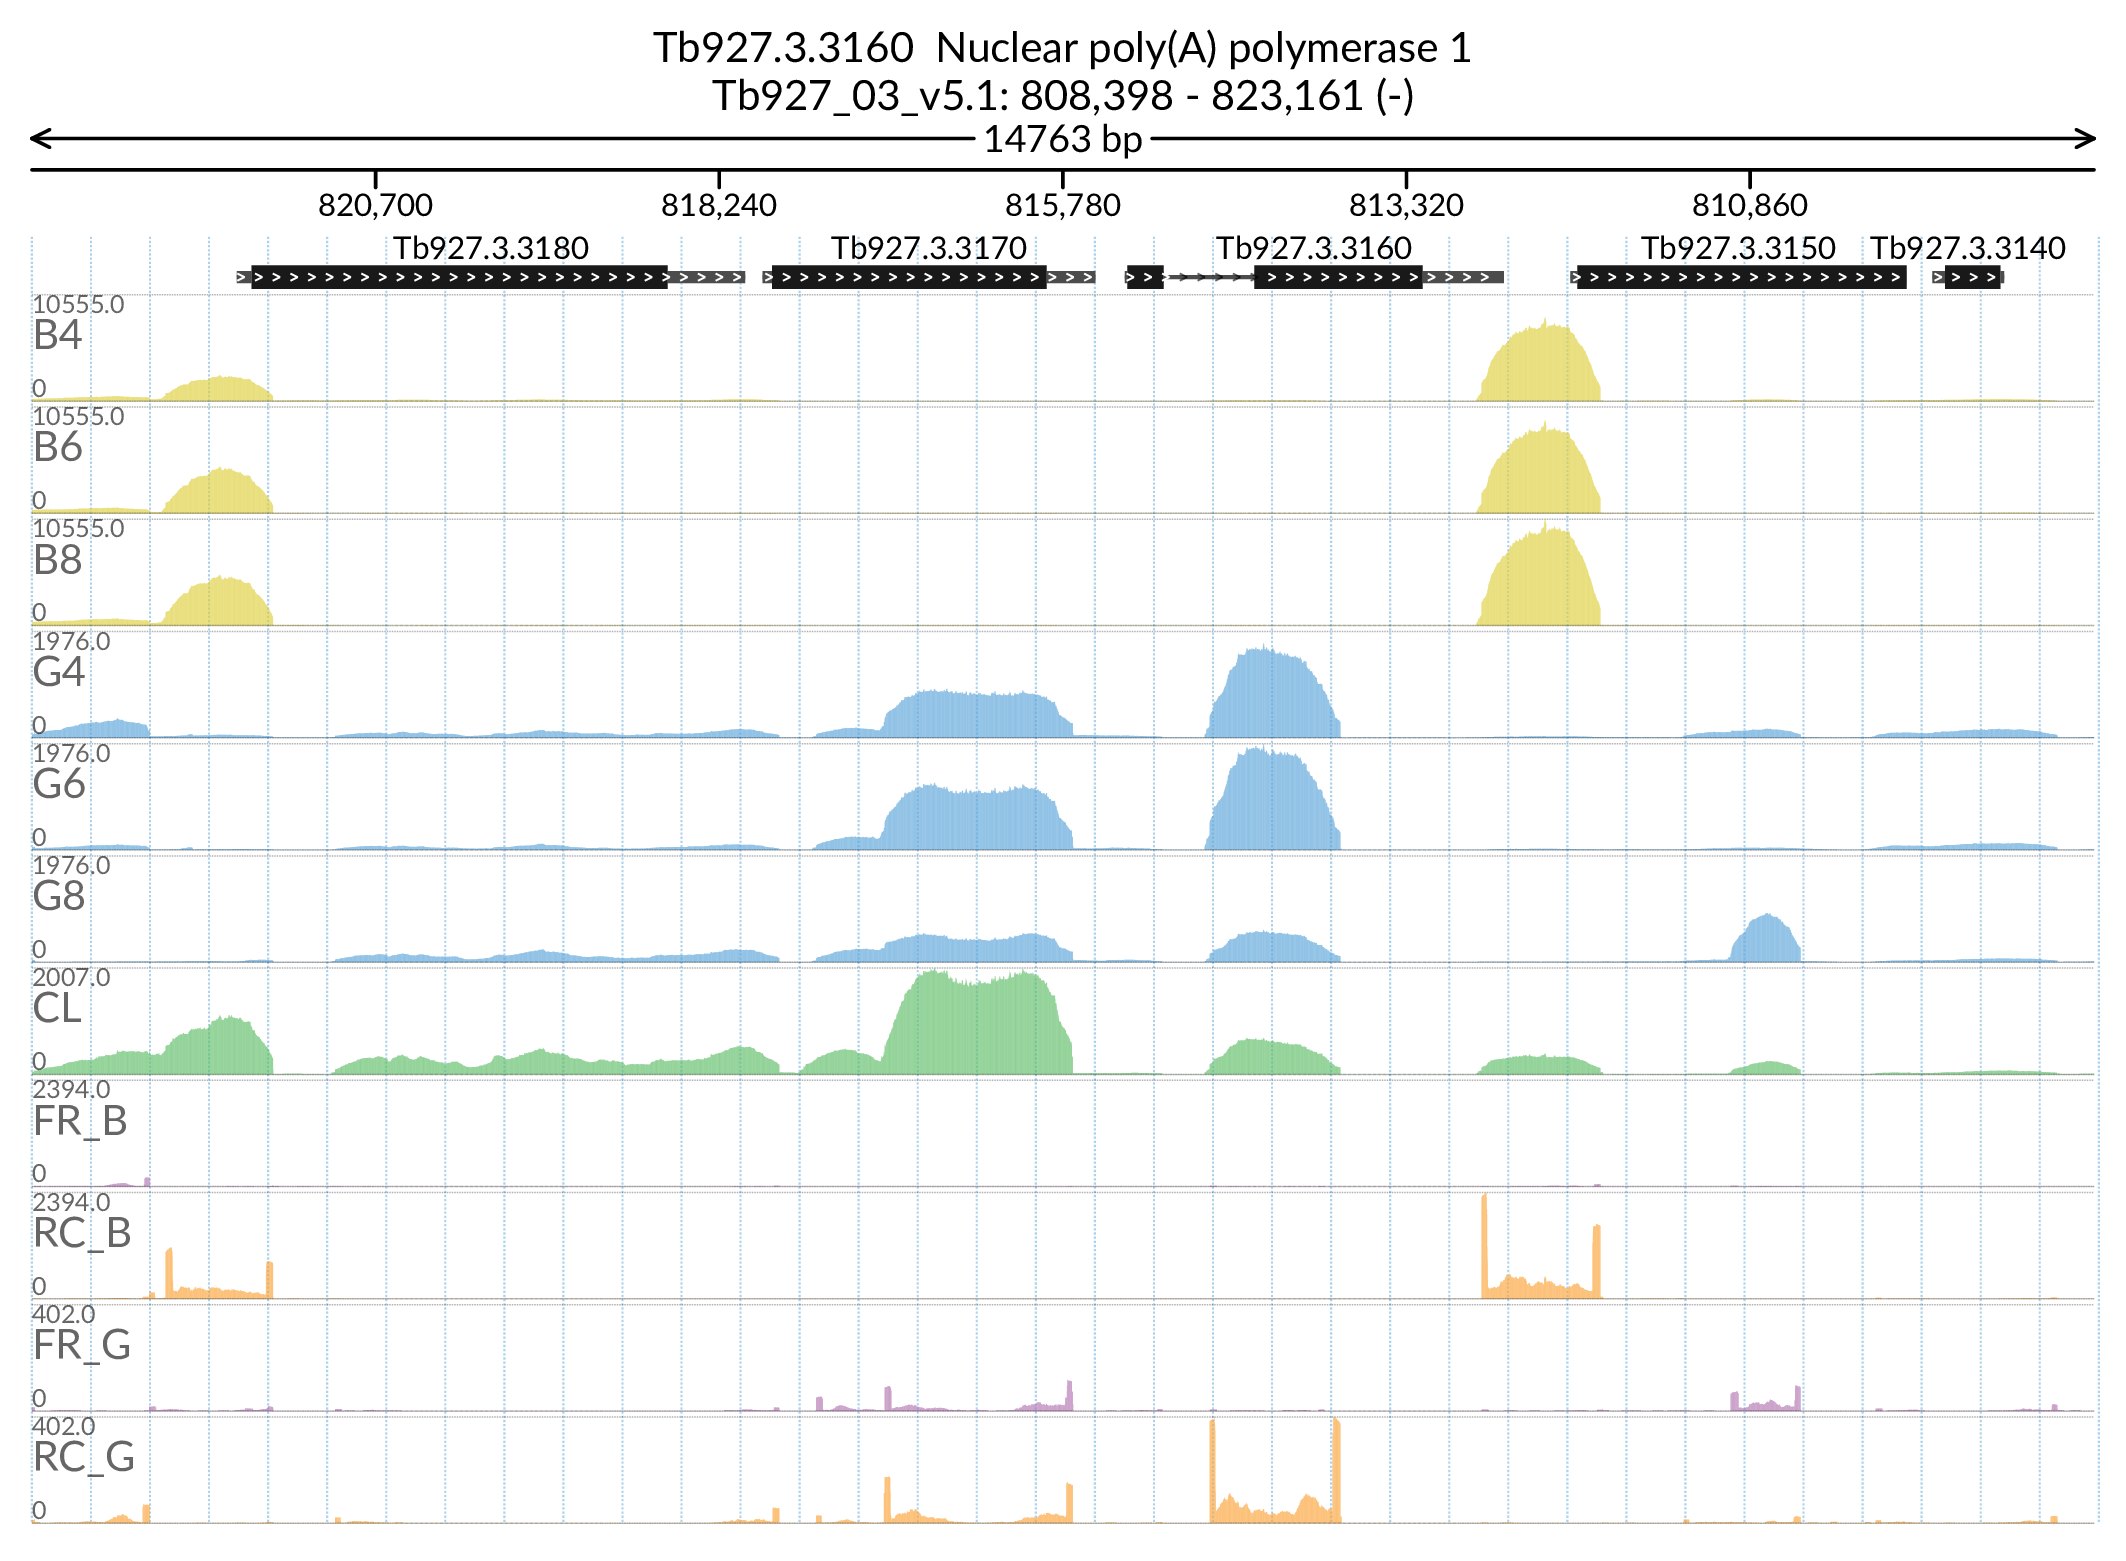 Tb927.3.3160  Nuclear poly(A) polymerase 1
Tb927_03_v5.1: 808,398 - 823,161 (-)
14763 bp
820,700 818,240 815,780 813,320 810,860
Tb927.3.3180 Tb927.3.3170 Tb927.3.3160 Tb927.3.3150 Tb927.3.3140
10555.0
B4
0
10555.0
B6
0
10555.0
B8
0
1976.0
G4
0
1976.0
G6
0
1976.0
G8
0
2007.0
CL
0
2394.0
FR_B
0
2394.0
RC_B
0
402.0
FR_G
0
402.0
RC_G
0